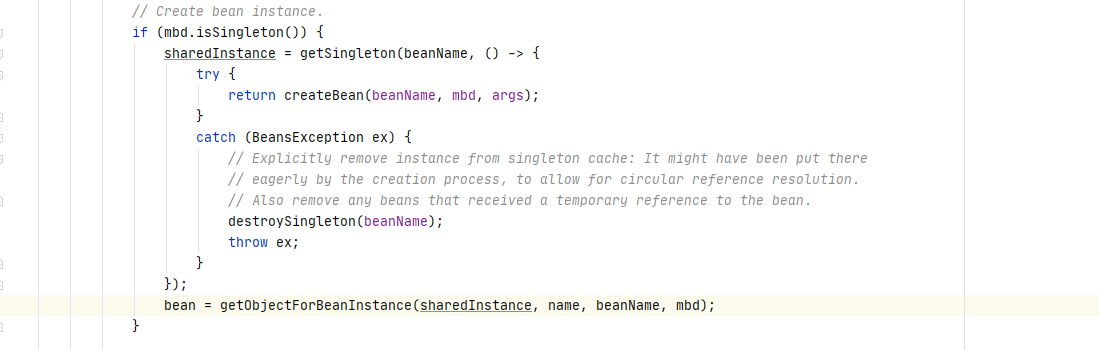 // Create bean instance.
if (mbd.isSingleton()) {
sharedInstance = getSingleton(beanName, () -> {
try {
return createBean(beanName, mbd, args);
}
catch (BeansException ex) {
// Explicitly remove instance from singleton cache: It might have been put there
// eagerly by the creation process, to allow for circular reference resolution.
// Also remove any beans that received a temporary reference to the bean.
destroySingleton(beanName);
throw ex;
}
});
bean = getObjectForBeanInstance(sharedInstance, name, beanName, mbd);
}